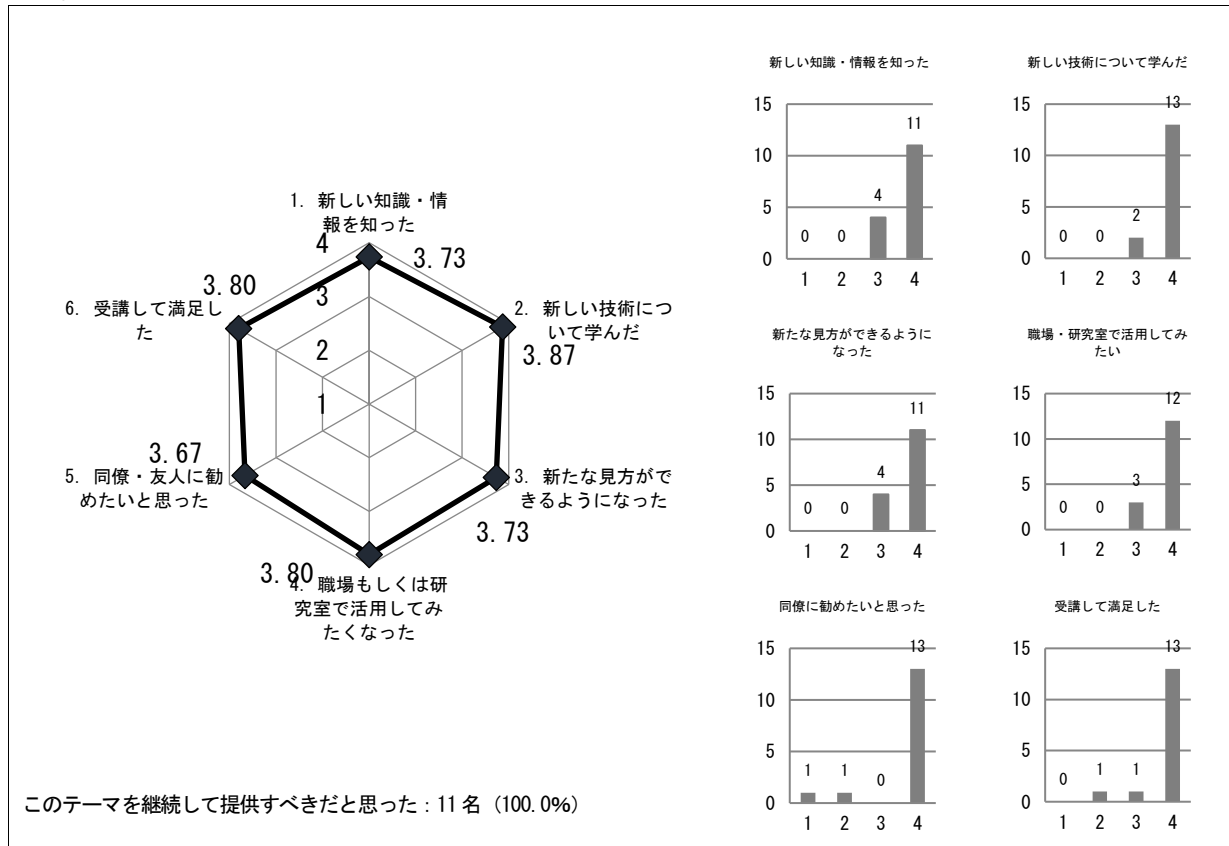 1. 新しい知識・情
報を知った
4
3.73
3.80
3
6. 受講して満足し
た
2. 新しい技術につ
いて学んだ
2
3.87
1
3.67
5. 同僚・友人に勧
めたいと思った
3. 新たな見方がで
きるようになった
3.73
3.80
4. 職場もしくは研
究室で活用してみ
たくなった
このテーマを継続して提供すべきだと思った：11名（100.0%）
新しい知識・情報を知った
15
10
5
0
0 0 4 11
1 2 3 4
新しい技術について学んだ
15
10
5
0
0 0 2 13
1 2 3 4
新たな見方ができるように
なった
15
10
5
0
0 0 4 11
1 2 3 4
職場・研究室で活用してみ
たい
15
10
5
0
0 0 3 12
1 2 3 4
同僚に勧めたいと思った
15
10
5
0
1 1 0 13
1 2 3 4
受講して満足した
15
10
5
0
0 1 1 13
1 2 3 4